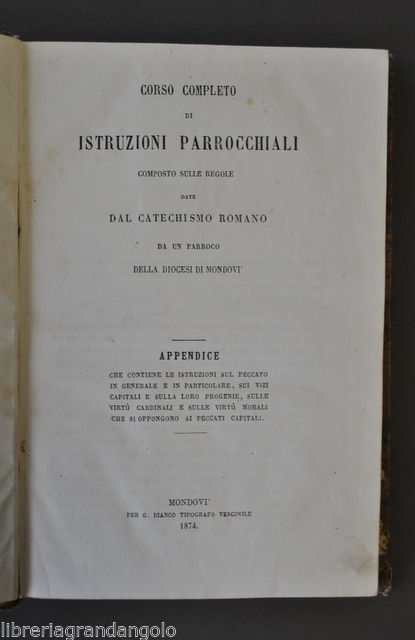 CORSO COMPLETO
DI
ISTRUZIONI PARROCCHIALI
COMPOSTO SULLE REGOLE
DATE
DAL CATECHISMO ROMANO
DA UN PARROCO
DELLA DIOCESI DI MONDOVI'
APPENDICE
CHE CONTIENE LE ISTRUZIONI SUL PECCATO
IN GENERALE E IN PARTICOLARE, SUI VIZI
CAPITALI E SULLA LORO PROGENIE, SULLE
VIRTÙ CARDINALI E SULLE VIRTÙ MORALI
CHE SI OPPONGONO AI PECCATI CAPITALI.
MONDOVI'
PER G. BIANCO TIPOGRAFO VESCOVILE
1874.
libreriagrandangolo